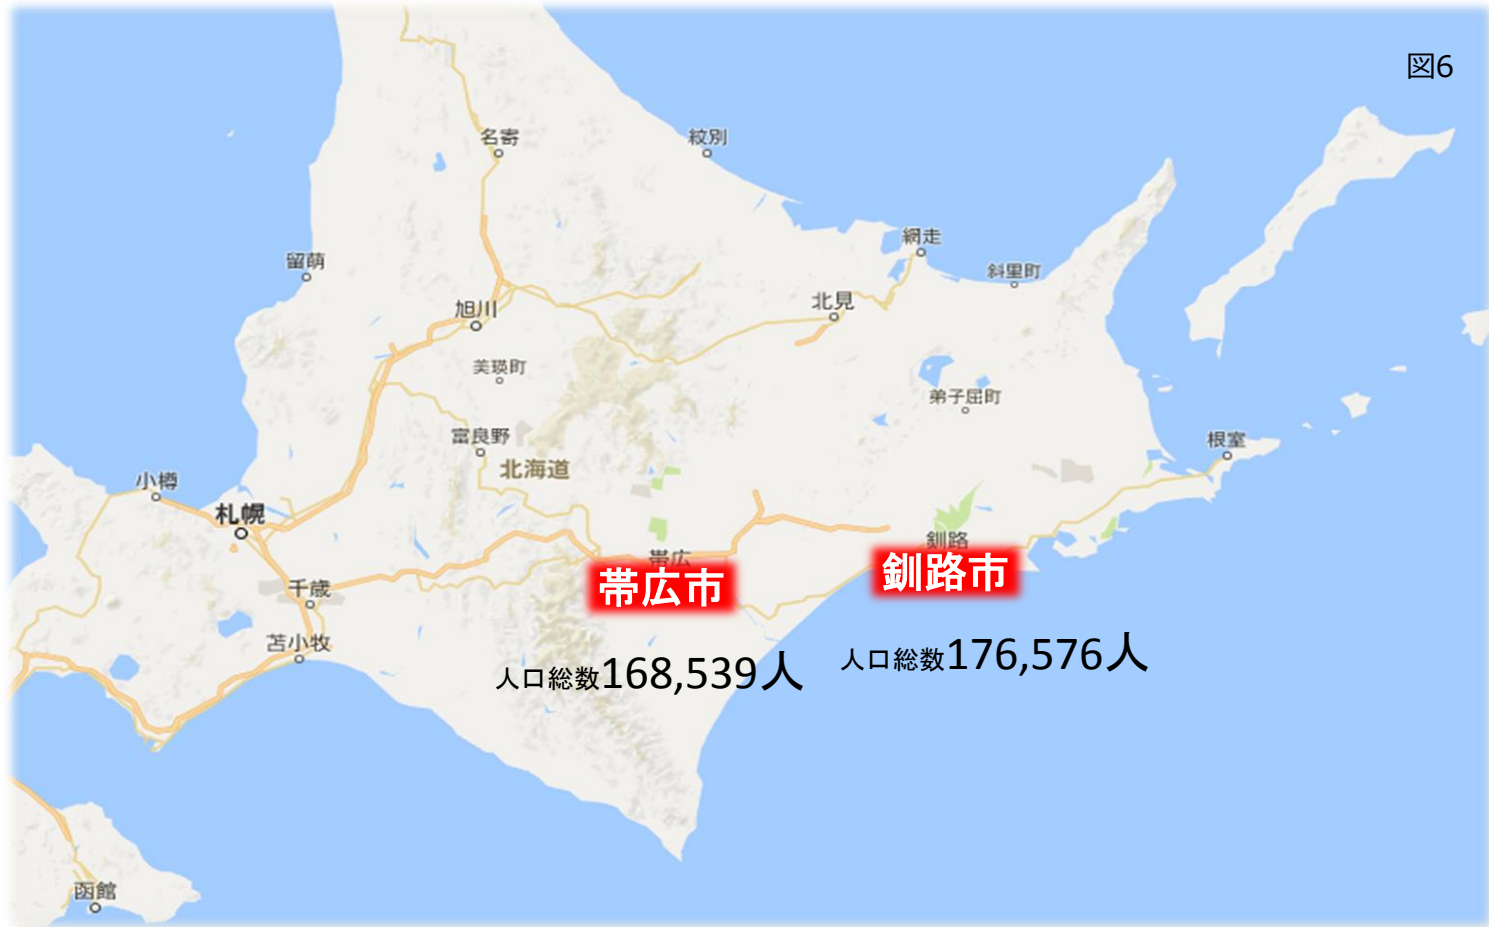 図6
名寄
紋別
網走
留萌
斜里町
旭川
北見
美瑛町
弟子屈町
富良野
根室
北海道
小樽
札幌
釧路
帯広
釧路市
帯広市
千歳
苫小牧
人口総数176,576人
人口総数168,539人
函館